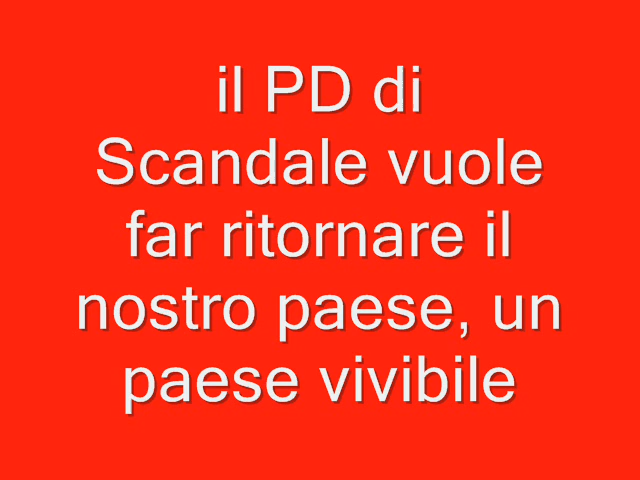 il PD di
Scandale vuole
far ritornare il
nostro paese, un
paese vivibile